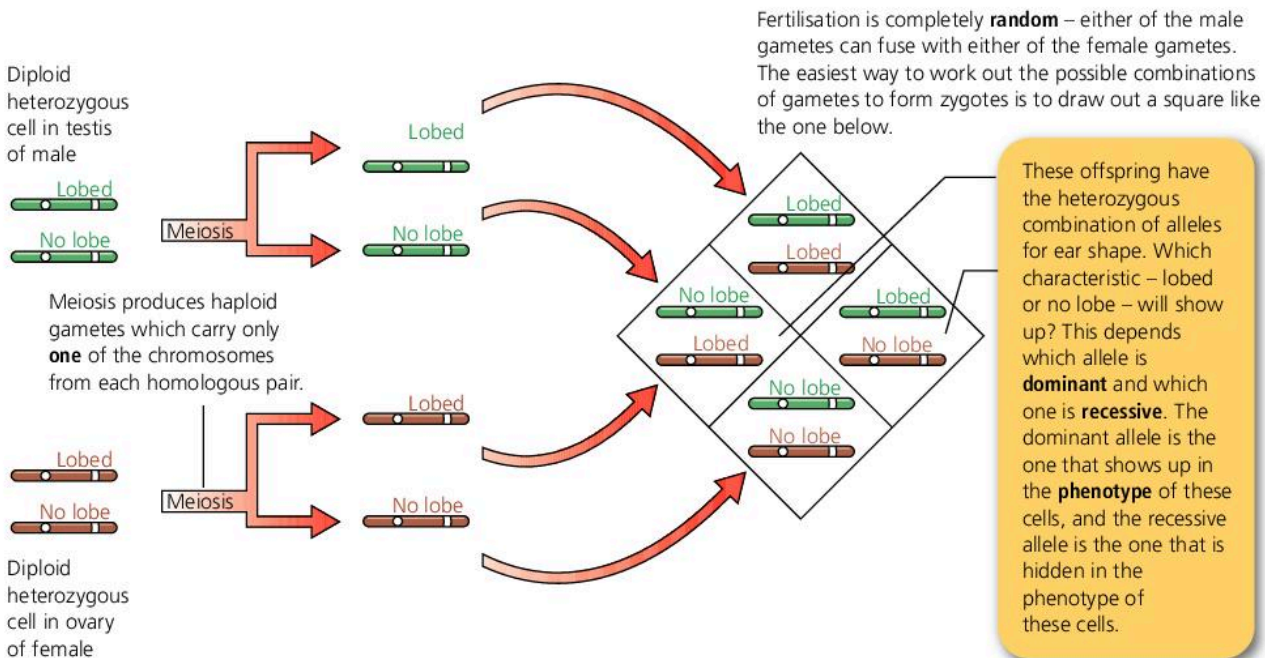 Fertilisation is completely random – either of the male
gametes can fuse with either of the female gametes.
The easiest way to work out the possible combinations
of gametes to form zygotes is to draw out a square like
the one below.
Diploid
heterozygous
cell in testis
of male
Lobed
No lobe
Meiosis
Lobed
No lobe
Meiosis produces haploid
gametes which carry only
one of the chromosomes
from each homologous pair.
Lobed
No lobe
Meiosis
Lobed
No lobe
Diploid
heterozygous
cell in ovary
of female
Lobed
Lobed
No lobe
Lobed
Lobed
No lobe
No lobe
No lobe
These offspring have
the heterozygous
combination of alleles
for ear shape. Which
characteristic – lobed
or no lobe – will show
up? This depends
which allele is
dominant and which
one is recessive. The
dominant allele is the
one that shows up in
the phenotype of these
cells, and the recessive
allele is the one that is
hidden in the
phenotype of
these cells.